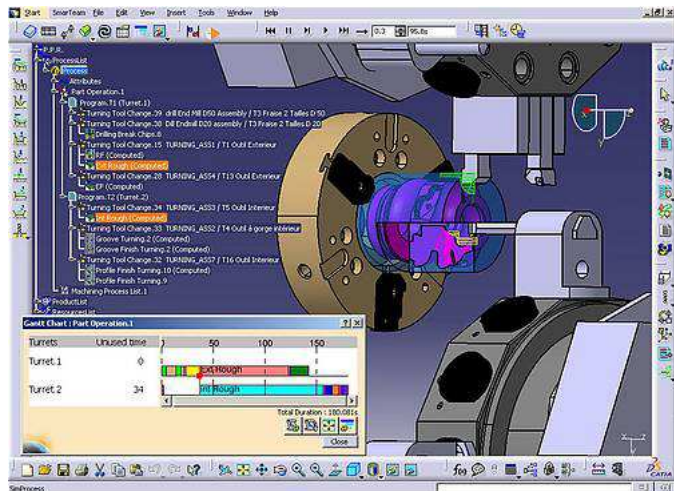 Start File Edit View Insert Tools Window Help
0.3 95.8s
P.P.R.
ProcessList
Process
Attributes
Part Operation.1
Program.T1 (Turret.1)
Turning Tool Change.39 drill End Mill D50 Assembly / T3 Fraise 2 Tailles D 50
Turning Tool Change.38 Dill Endmill D20 assembly / T3 Fraise 2 Tailles D 20
Drilling Break Chips.6
Turning Tool Change.15 TURNING_ASS1 / T1 Outil Exterieur
RF (Computed)
Ext Rough (Computed)
Turning Tool Change.28 TURNING_ASS4 / T13 Outil Exterieur
EF (Computed)
Program.T2 (Turret.2)
Turning Tool Change.34 TURNING_ASS3 / T5 Outil Interieur
Int Rough (Computed)
Turning Tool Change.33 TURNING_ASS2 / T4 Outil à gorge intérieur
Groove Turning.2 (Computed)
Groove Finish Turning.2 (Computed)
Turning Tool Change.32 TURNING_ASS7 / T16 Outil Interieur
Profile Finish Turning.10 (Computed)
Profile Finish Turning.9
Machining Process List.1
ProductList
ResourcesList
Gantt Chart : Part Operation.1
Turrets Unused time 50 100 150
Turret.1 0 Ext Rough
Turret.2 34 Int Rough
Total Duration : 180.081s
Close
f(x)
CATIA
SimProcess